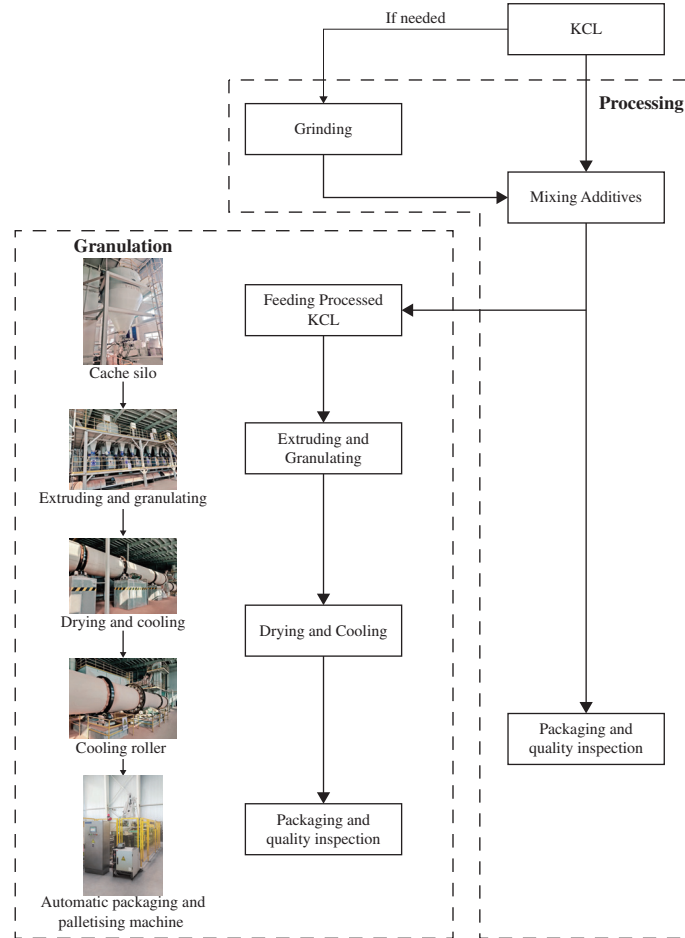 If needed
KCL
Processing
Grinding
Mixing Additives
Granulation
Cache silo
Extruding and granulating
Drying and cooling
Cooling roller
Automatic packaging and
palletising machine
Feeding Processed
KCL
Extruding and
Granulating
Drying and Cooling
Packaging and
quality inspection
Packaging and
quality inspection